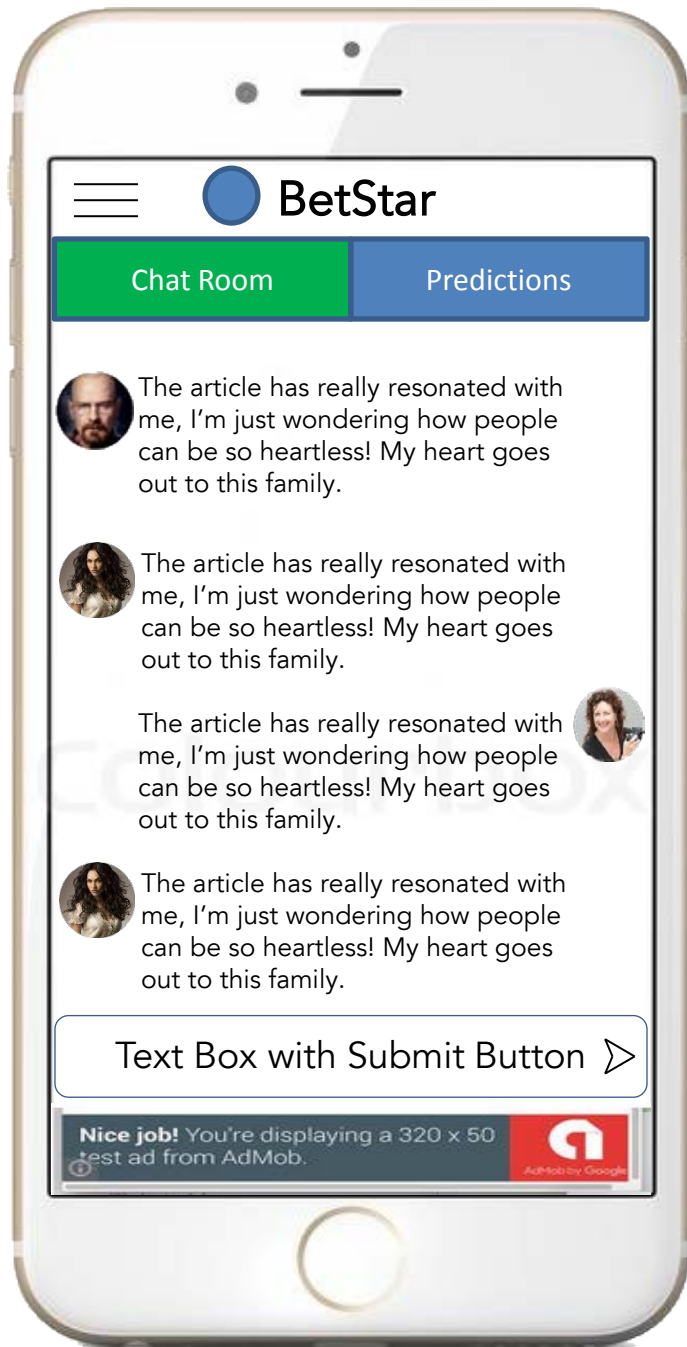 BetStar
Chat Room
Predictions
The article has really resonated with
me, I’m just wondering how people
can be so heartless! My heart goes
out to this family.
The article has really resonated with
me, I’m just wondering how people
can be so heartless! My heart goes
out to this family.
The article has really resonated with
me, I’m just wondering how people
can be so heartless! My heart goes
out to this family.
colourbox
The article has really resonated with
me, I’m just wondering how people
can be so heartless! My heart goes
out to this family.
Text Box with Submit Button
Nice job! You're displaying a 320 x 50
test ad from AdMob.
AdMob by Google